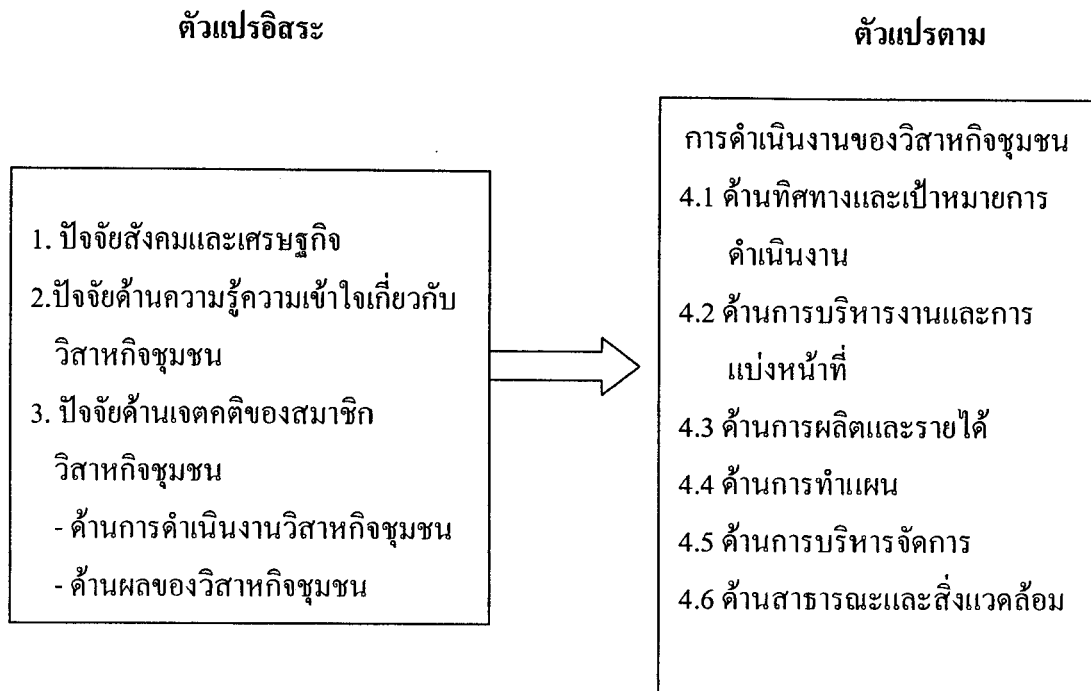 ตัวแปรอิสระ
1. ปัจจัยสังคมและเศรษฐกิจ
2.ปัจจัยด้านความรู้ความเข้าใจเกี่ยวกับ
วิสาหกิจชุมชน
3. ปัจจัยด้านเจตคติของสมาชิก
วิสาหกิจชุมชน
- ด้านการดำเนินงานวิสาหกิจชุมชน
- ด้านผลของวิสาหกิจชุมชน
ตัวแปรตาม
การดำเนินงานของวิสาหกิจชุมชน
4.1 ด้านทิศทางและเป้าหมายการ
ดำเนินงาน
4.2 ด้านการบริหารงานและการ
แบ่งหน้าที่
4.3 ด้านการผลิตและรายได้
4.4 ด้านการทำแผน
4.5 ด้านการบริหารจัดการ
4.6 ด้านสาธารณะและสิ่งแวดล้อม